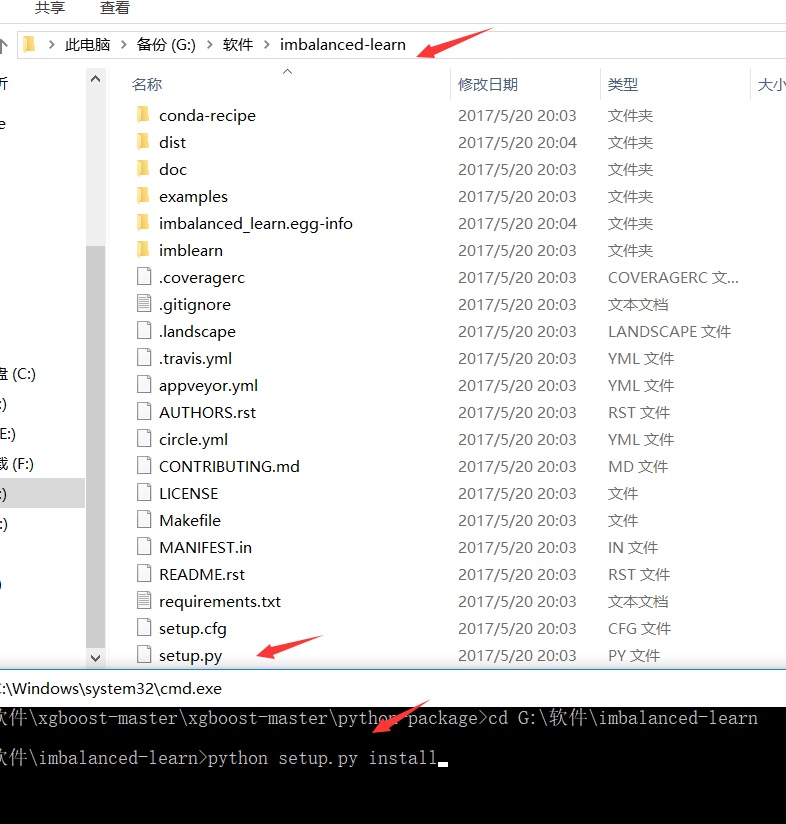 共享 查看
此电脑 备份 (G:) 软件 imbalanced-learn
名称 修改日期 类型 大小
conda-recipe 2017/5/20 20:03 文件夹
dist 2017/5/20 20:04 文件夹
doc 2017/5/20 20:03 文件夹
examples 2017/5/20 20:03 文件夹
imbalanced_learn.egg-info 2017/5/20 20:04 文件夹
imblearn 2017/5/20 20:03 文件夹
.coveragerc 2017/5/20 20:03 COVERAGERC 文...
.gitignore 2017/5/20 20:03 文本文档
.landscape 2017/5/20 20:03 LANDSCAPE 文件
.travis.yml 2017/5/20 20:03 YML 文件
(C:) appveyor.yml 2017/5/20 20:03 YML 文件
:) AUTHORS.rst 2017/5/20 20:03 RST 文件
E:) circle.yml 2017/5/20 20:03 YML 文件
(F:) CONTRIBUTING.md 2017/5/20 20:03 MD 文件
:) LICENSE 2017/5/20 20:03 文件
:) Makefile 2017/5/20 20:03 文件
MANIFEST.in 2017/5/20 20:03 IN 文件
README.rst 2017/5/20 20:03 RST 文件
requirements.txt 2017/5/20 20:03 文本文档
setup.cfg 2017/5/20 20:03 CFG 文件
setup.py 2017/5/20 20:03 PY 文件
:\Windows\system32\cmd.exe
件\xgboost-master\xgboost-master\python-package>cd G:\软件\imbalanced-learn
件\imbalanced-learn>python setup.py install